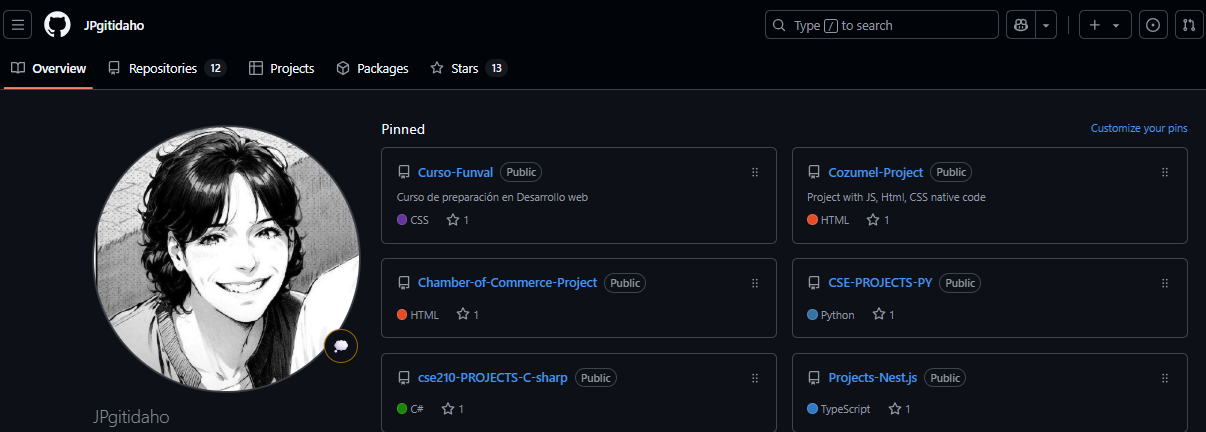 JPgitidaho
Type / to search
Overview
Repositories 12
Projects
Packages
Stars 13
Pinned
Customize your pins
Curso-Funval Public
Curso de preparación en Desarrollo web
CSS 1
Cozumel-Project Public
Project with JS, Html, CSS native code
HTML 1
Chamber-of-Commerce-Project Public
HTML 1
CSE-PROJECTS-PY Public
Python 1
cse210-PROJECTS-C-sharp Public
C# 1
Projects-Nest.js Public
TypeScript 1
JPgitidaho